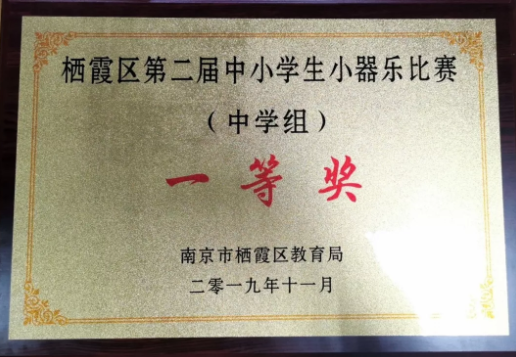 栖霞区第二届中小学生小器乐比赛
（中学组）
一等奖
南京市栖霞区教育局
二零一九年十一月